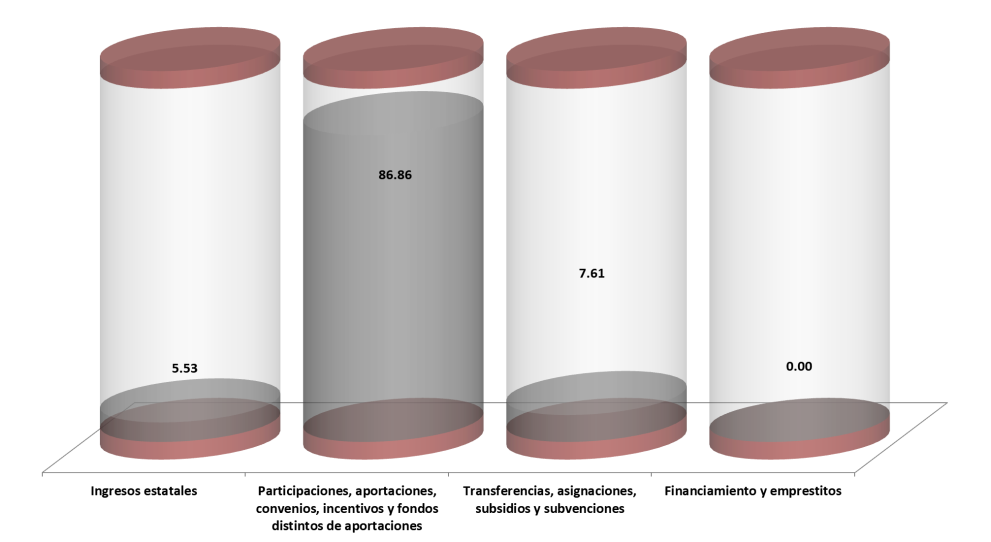 86.86
7.61
5.53
0.00
Ingresos estatales
Participaciones, aportaciones,
convenios, incentivos y fondos
distintos de aportaciones
Transferencias, asignaciones,
subsidios y subvenciones
Financiamiento y emprestitos